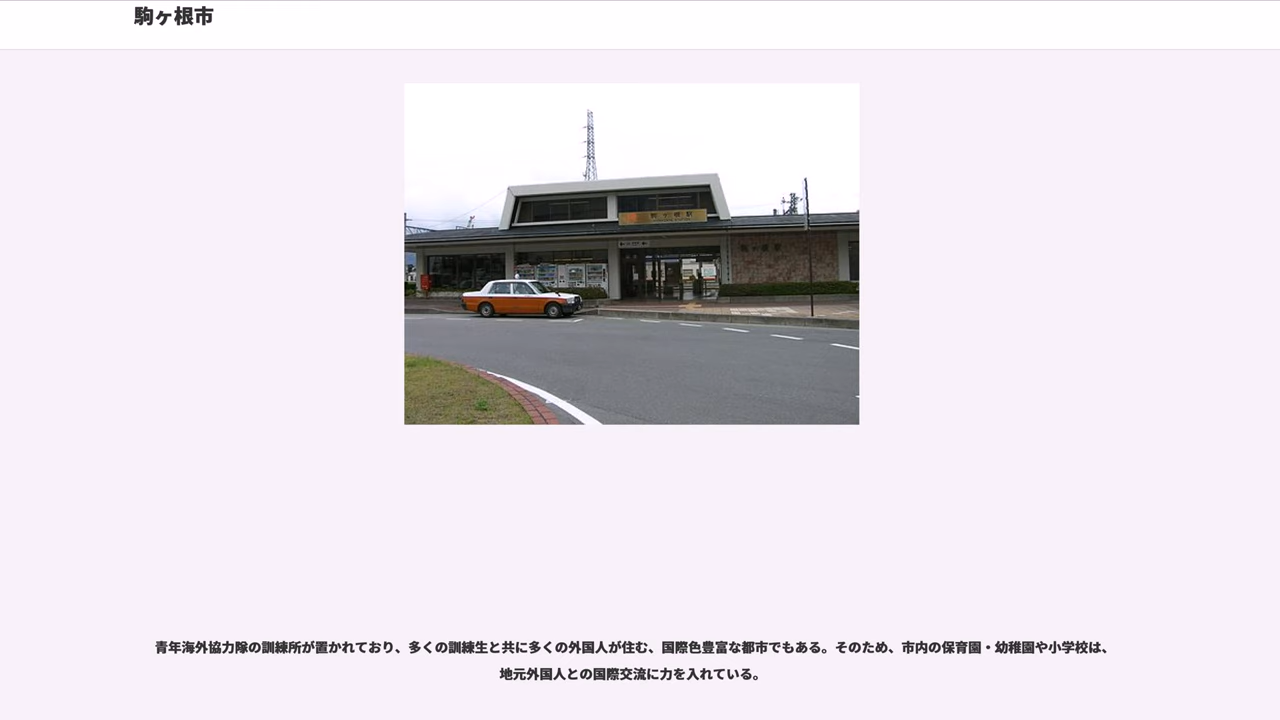 駒ヶ根市
駒ヶ根駅
青年海外協力隊の訓練所が置かれており、多くの訓練生と共に多くの外国人が住む、国際色豊富な都市でもある。そのため、市内の保育園・幼稚園や小学校は、
地元外国人との国際交流に力を入れている。